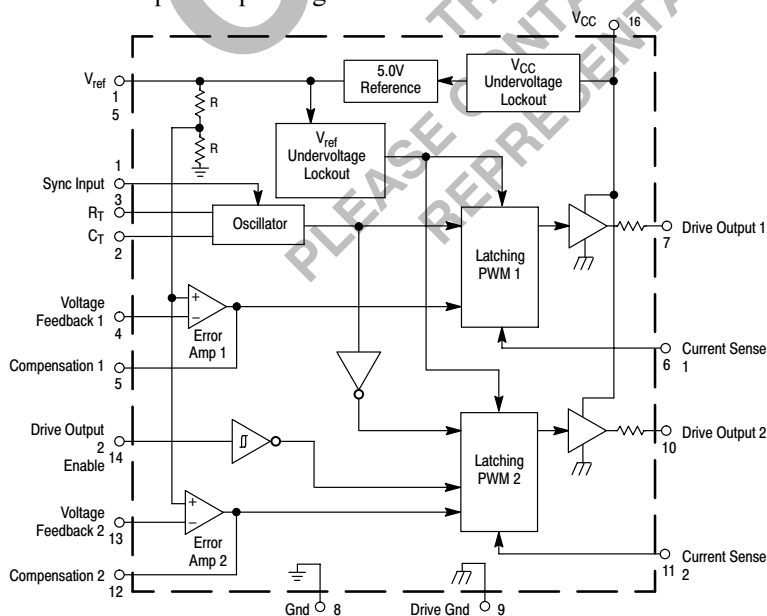 VCC
16
Vref
1
5
R
R
5.0V
Reference
VCC
Undervoltage
Lockout
Vref
Undervoltage
Lockout
1
Sync Input
3
RT
CT
2
Oscillator
Latching
PWM 1
Drive Output 1
7
Voltage
Feedback 1
4
+
–
Error
Amp 1
Compensation 1
5
Current Sense
6
1
Drive Output
2
14
Enable
Latching
PWM 2
Drive Output 2
10
Voltage
Feedback 2
13
+
–
Error
Amp 2
Compensation 2
12
Current Sense
11
2
Gnd
8
Drive Gnd
9
PLEASE